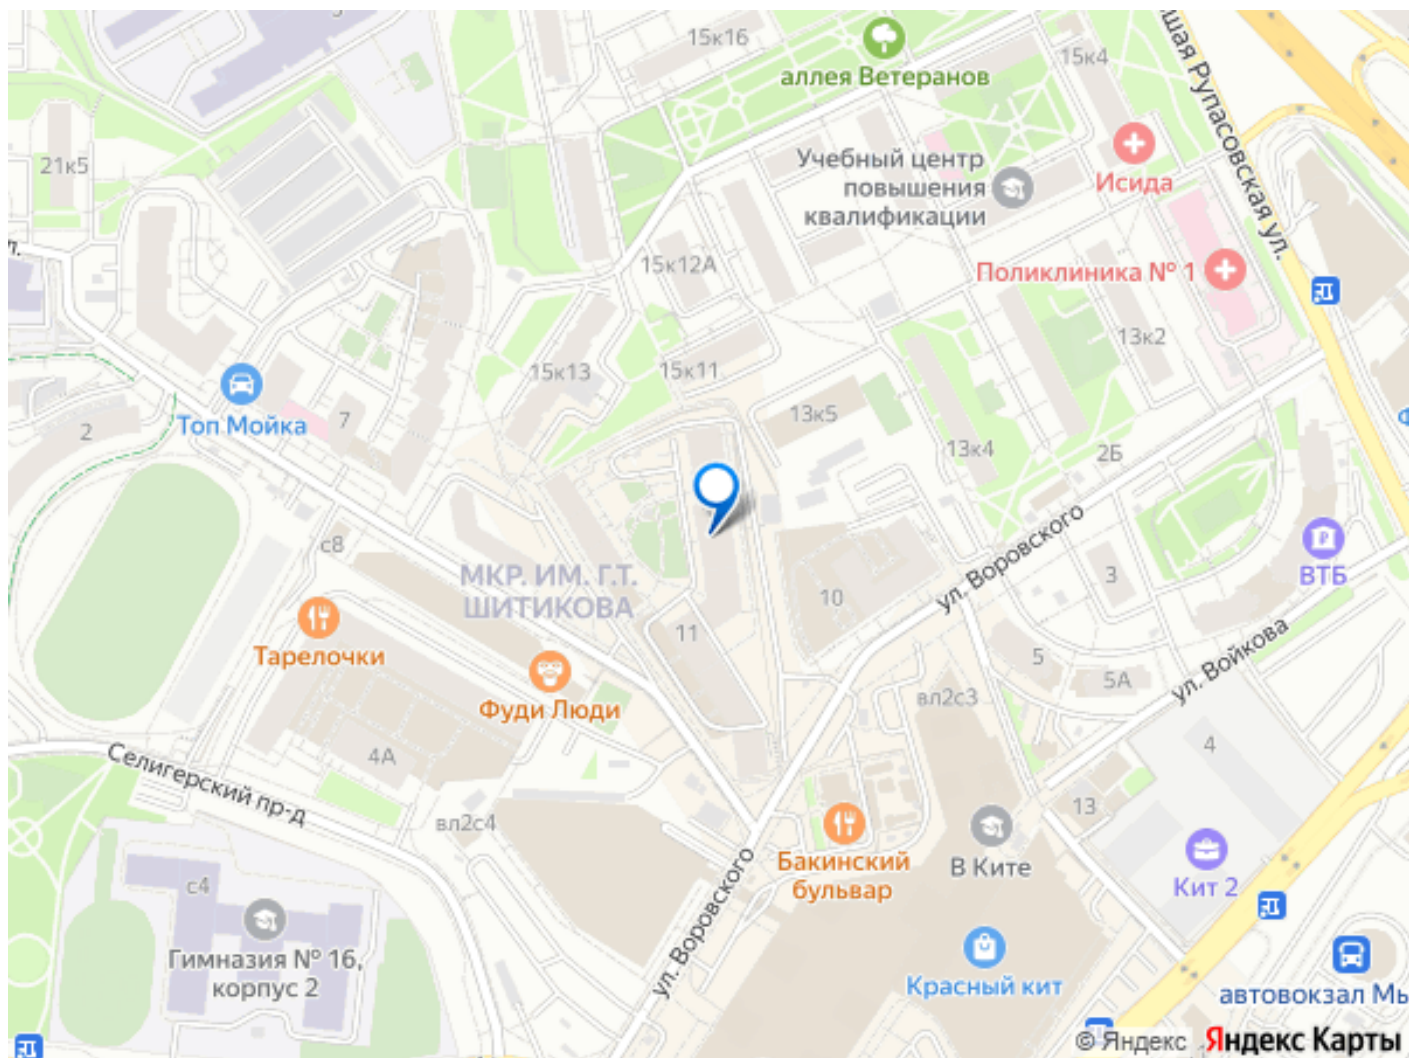 15к16
аллея Ветеранов
15к4
шая Рупасовская ул.
21к5
Учебный центр
повышения
квалификации
Исида
л.
15к12А
Поликлиника № 1
13к2
15к13
15к11
Топ Мойка
7
2
13к5
13к4
2Б
ул. Воровского
с8
МКР. ИМ. Г.Т.
ШИТИКОВА
10
3
ВТБ
11
Тарелочки
5
5А
ул. Войкова
Фуди Люди
вл2с3
4А
4
Селигерский пр-д
13
вл2с4
Бакинский
бульвар
В Ките
Кит 2
с4
ул. Воровского
Гимназия № 16,
корпус 2
Красный кит
автовокзал Мы
© Яндекс Яндекс Карты